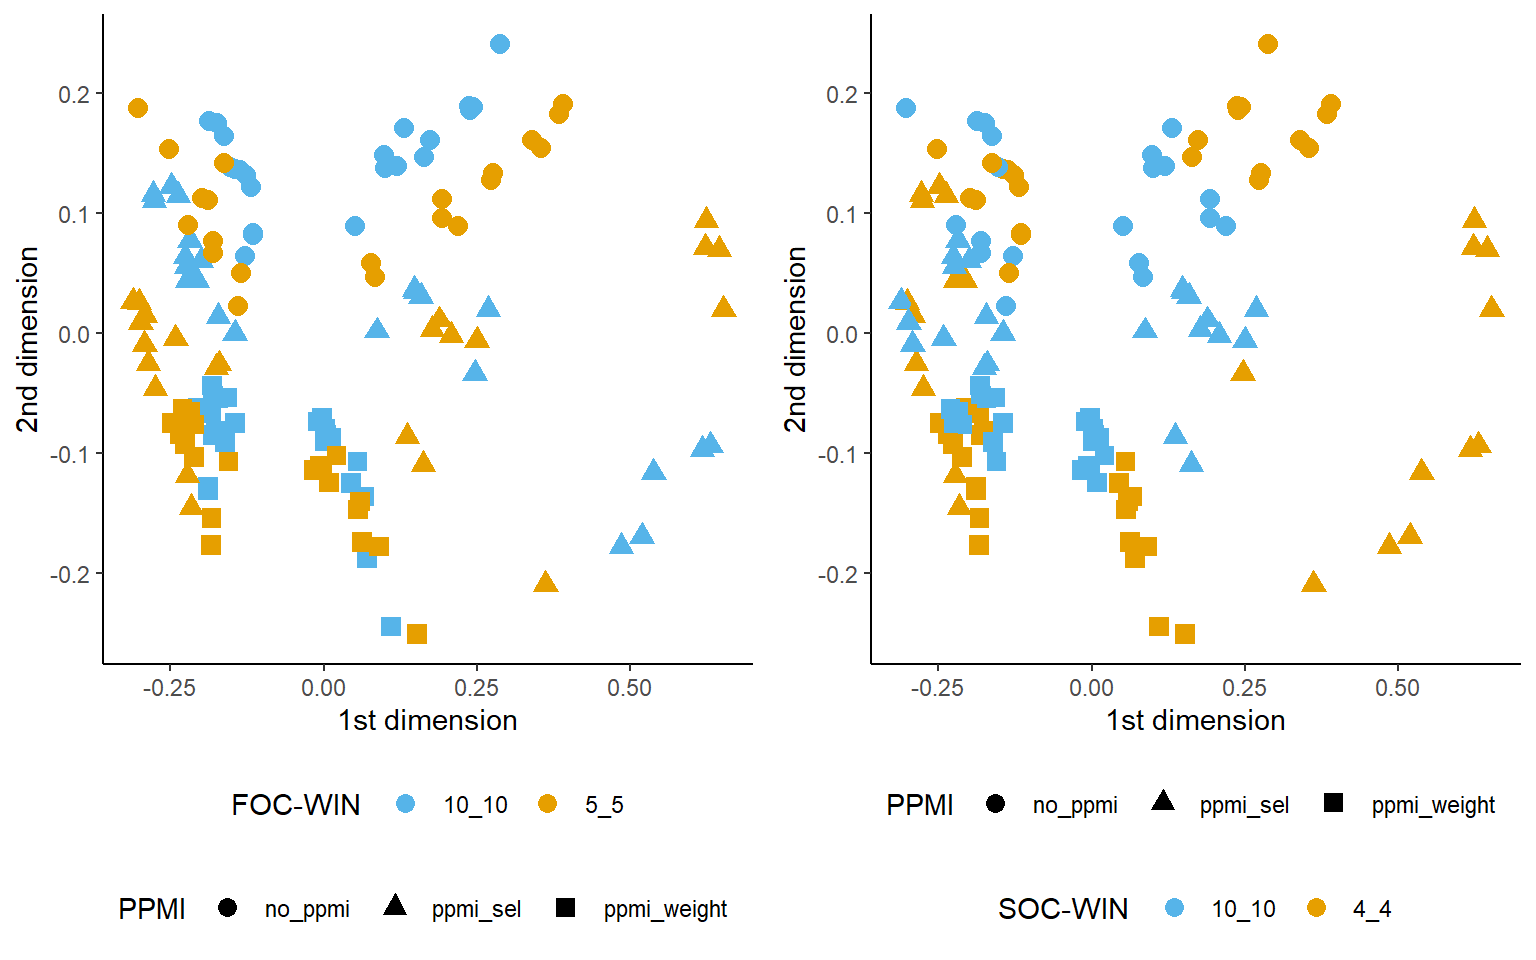 2nd dimension
0.2
0.1
0.0
-0.1
-0.2
-0.25 0.00 0.25 0.50
1st dimension
FOC-WIN 10_10 5_5
PPMI no_ppmi ppmi_sel ppmi_weight
2nd dimension
0.2
0.1
0.0
-0.1
-0.2
-0.25 0.00 0.25 0.50
1st dimension
PPMI no_ppmi ppmi_sel ppmi_weight
SOC-WIN 10_10 4_4